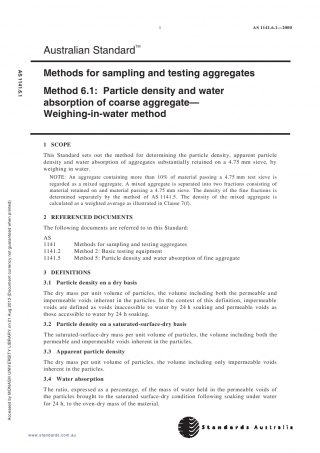 1
AS 1141.6.1—2000
Australian Standard™
AS 1141.6.1
Methods for sampling and testing aggregates
Method 6.1: Particle density and water
absorption of coarse aggregate—
Weighing-in-water method
1 SCOPE
This Standard sets out the method for determining the particle density, apparent particle
density and water absorption of aggregates substantially retained on a 4.75 mm sieve, by
weighing in water.
NOTE: An aggregate containing more than 10% of material passing a 4.75 mm test sieve is
regarded as a mixed aggregate. A mixed aggregate is separated into two fractions consisting of
material retained on and material passing a 4.75 mm sieve. The density of the fine fractions is
determined separately by the method of AS 1141.5. The density of the mixed aggregate is
calculated as a weighted average as illustrated in Clause 7(f).
2 REFERENCED DOCUMENTS
The following documents are referred to in this Standard:
AS
1141 Methods for sampling and testing aggregates
1141.2 Method 2: Basic testing equipment
1141.5 Method 5: Particle density and water absorption of fine aggregate
3 DEFINITIONS
3.1 Particle density on a dry basis
The dry mass per unit volume of particles, the volume including both the permeable and
impermeable voids inherent in the particles. In the context of this definition, impermeable
voids are defined as voids inaccessible to water by 24 h soaking and permeable voids as
those accessible to water by 24 h soaking.
3.2 Particle density on a saturated-surface-dry basis
The saturated-surface-dry mass per unit volume of particles, the volume including both the
permeable and impermeable voids inherent in the particles.
3.3 Apparent particle density
The dry mass per unit volume of particles, the volume including only impermeable voids
inherent in the particles.
3.4 Water absorption
The ratio, expressed as a percentage, of the mass of water held in the permeable voids of
the particles brought to the saturated surface-dry condition following soaking under water
for 24 h, to the oven-dry mass of the material.
Accessed by MONASH UNIVERSITY LIBRARY on 21 Aug 2012 (Document currency not guaranteed when printed)
www.standards.com.au
Standards Australia